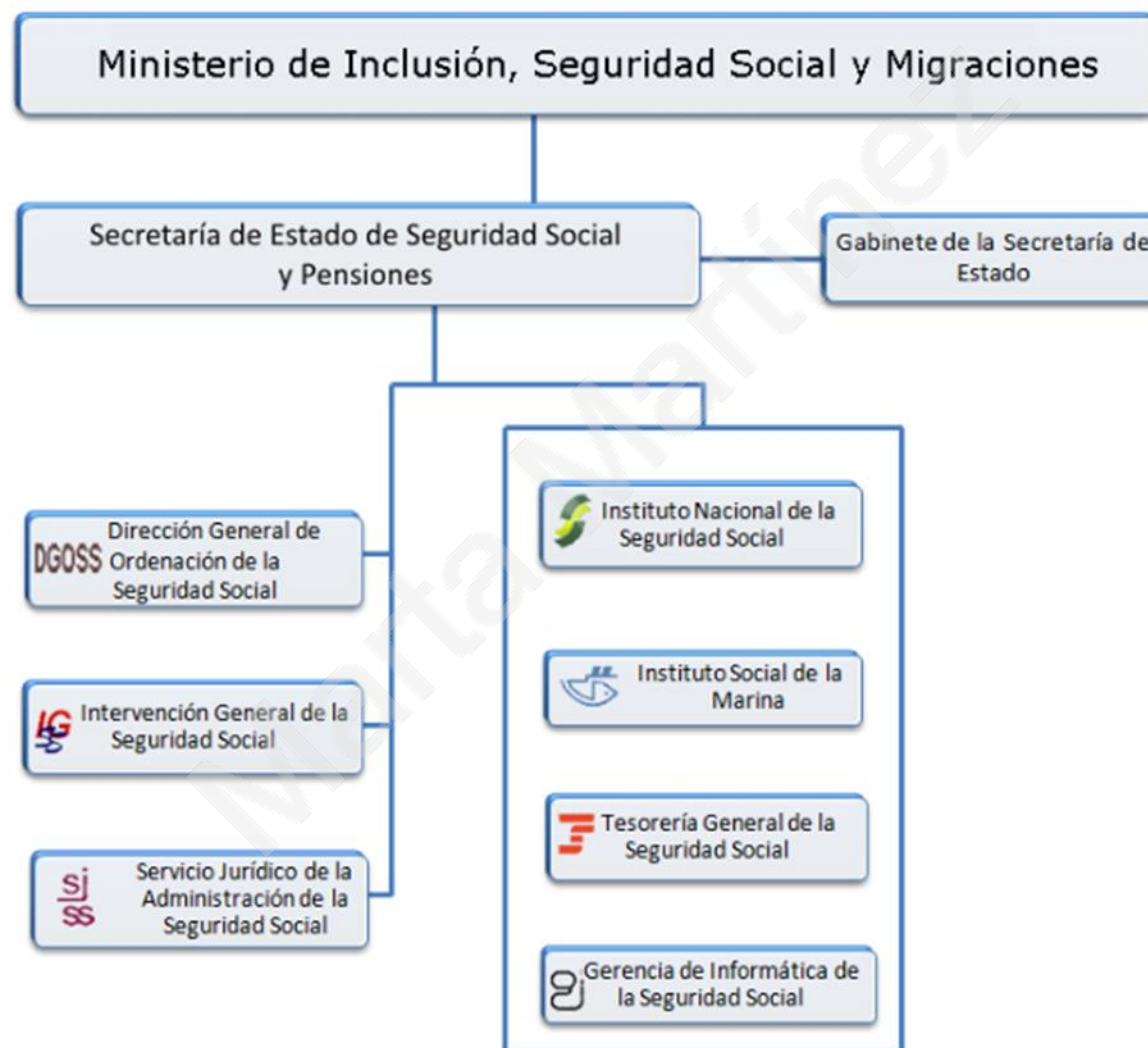 Ministerio de Inclusión, Seguridad Social y Migraciones
Secretaría de Estado de Seguridad Social
y Pensiones
Gabinete de la Secretaría de
Estado
DGOSS
Dirección General de
Ordenación de la
Seguridad Social
Intervención General de la
Seguridad Social
sj
ss
Servicio Jurídico de la
Administración de la
Seguridad Social
Instituto Nacional de la
Seguridad Social
Instituto Social de la
Marina
Tesorería General de la
Seguridad Social
Gerencia de Informática de
la Seguridad Social
Marta Martínez